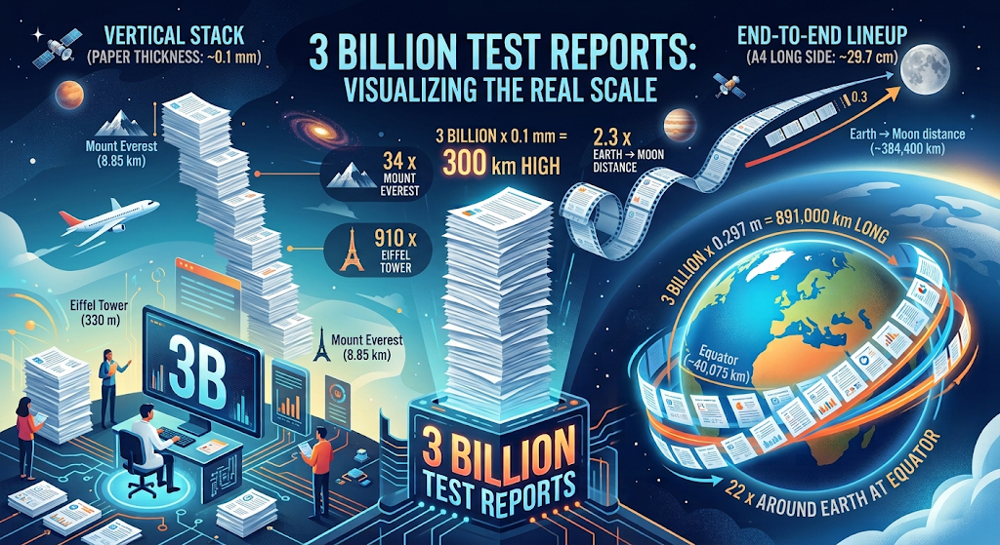 VERTICAL STACK
(PAPER THICKNESS: ~0.1 mm)
3 BILLION TEST REPORTS:
VISUALIZING THE REAL SCALE
END-TO-END LINEUP
(A4 LONG SIDE: ~29.7 cm)
Mount Everest
(8.85 km)
34 x
MOUNT
EVEREST
3 BILLION x 0.1 mm =
300 km HIGH
2.3 x
EARTH → MOON
DISTANCE
0.3
Earth → Moon distance
(~384,400 km)
910 x
EIFFEL
TOWER
3 BILLION x 0.297 m = 891,000 km LONG
Eiffel Tower
(330 m)
Mount Everest
(8.85 km)
3B
Equator
(~40,075 km)
3 BILLION
TEST REPORTS
22 x AROUND EARTH AT EQUATOR